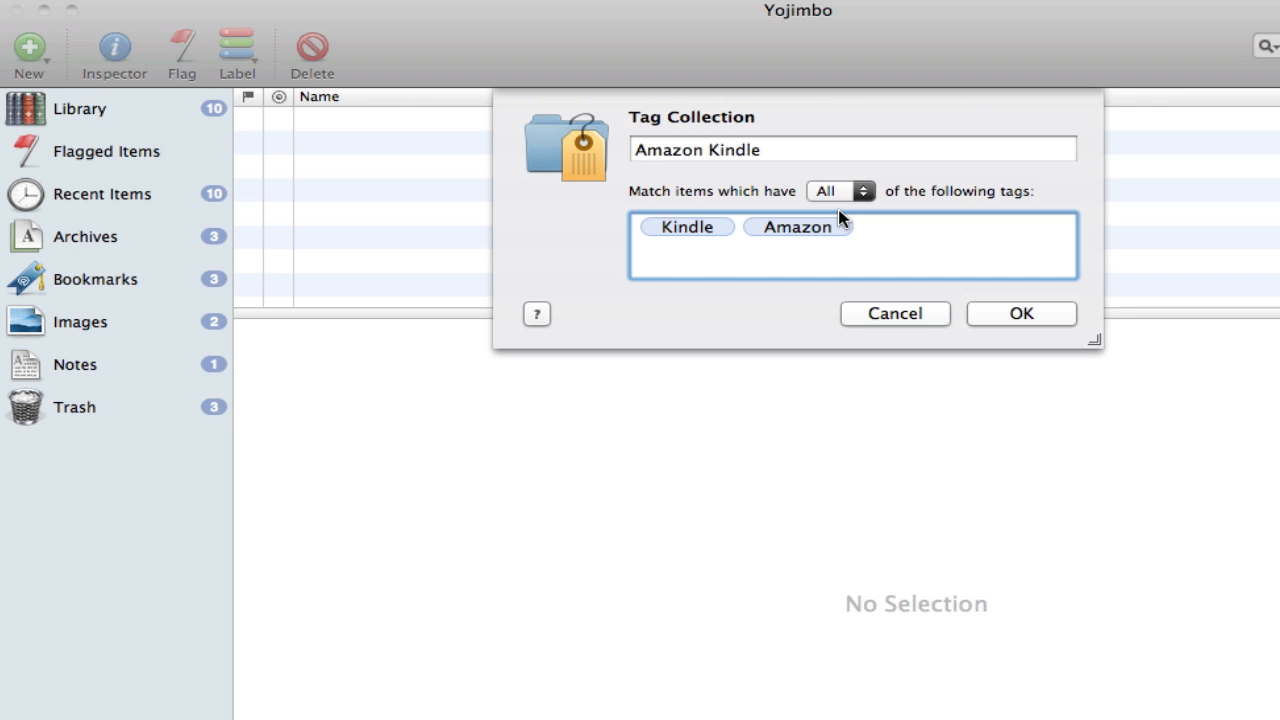 Yojimbo
New
Inspector
Flag
Label
Delete
Library 10
Flagged Items
Recent Items 10
Archives 3
Bookmarks 3
Images 2
Notes 1
Trash 3
Name
Tag Collection
Amazon Kindle
Match items which have All of the following tags:
Kindle Amazon
? Cancel OK
No Selection